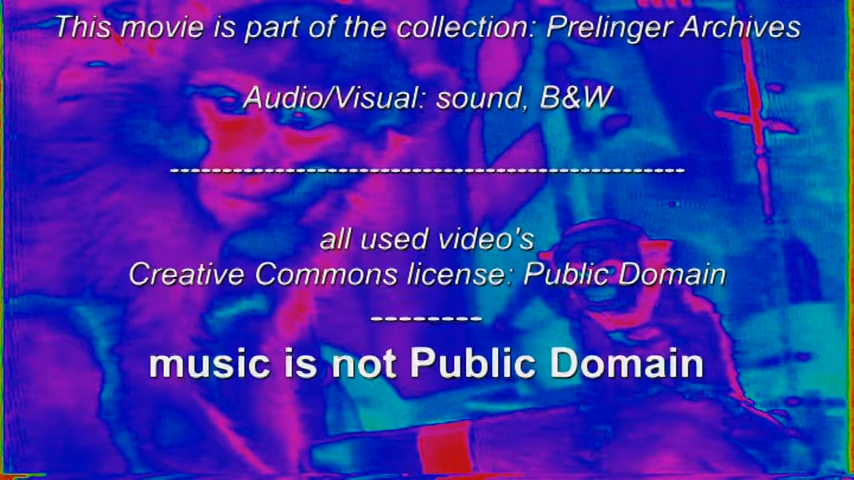 This movie is part of the collection: Prelinger Archives
Audio/Visual: sound, B&W
--------------------------------------------------
all used video's
Creative Commons license: Public Domain
--------
music is not Public Domain